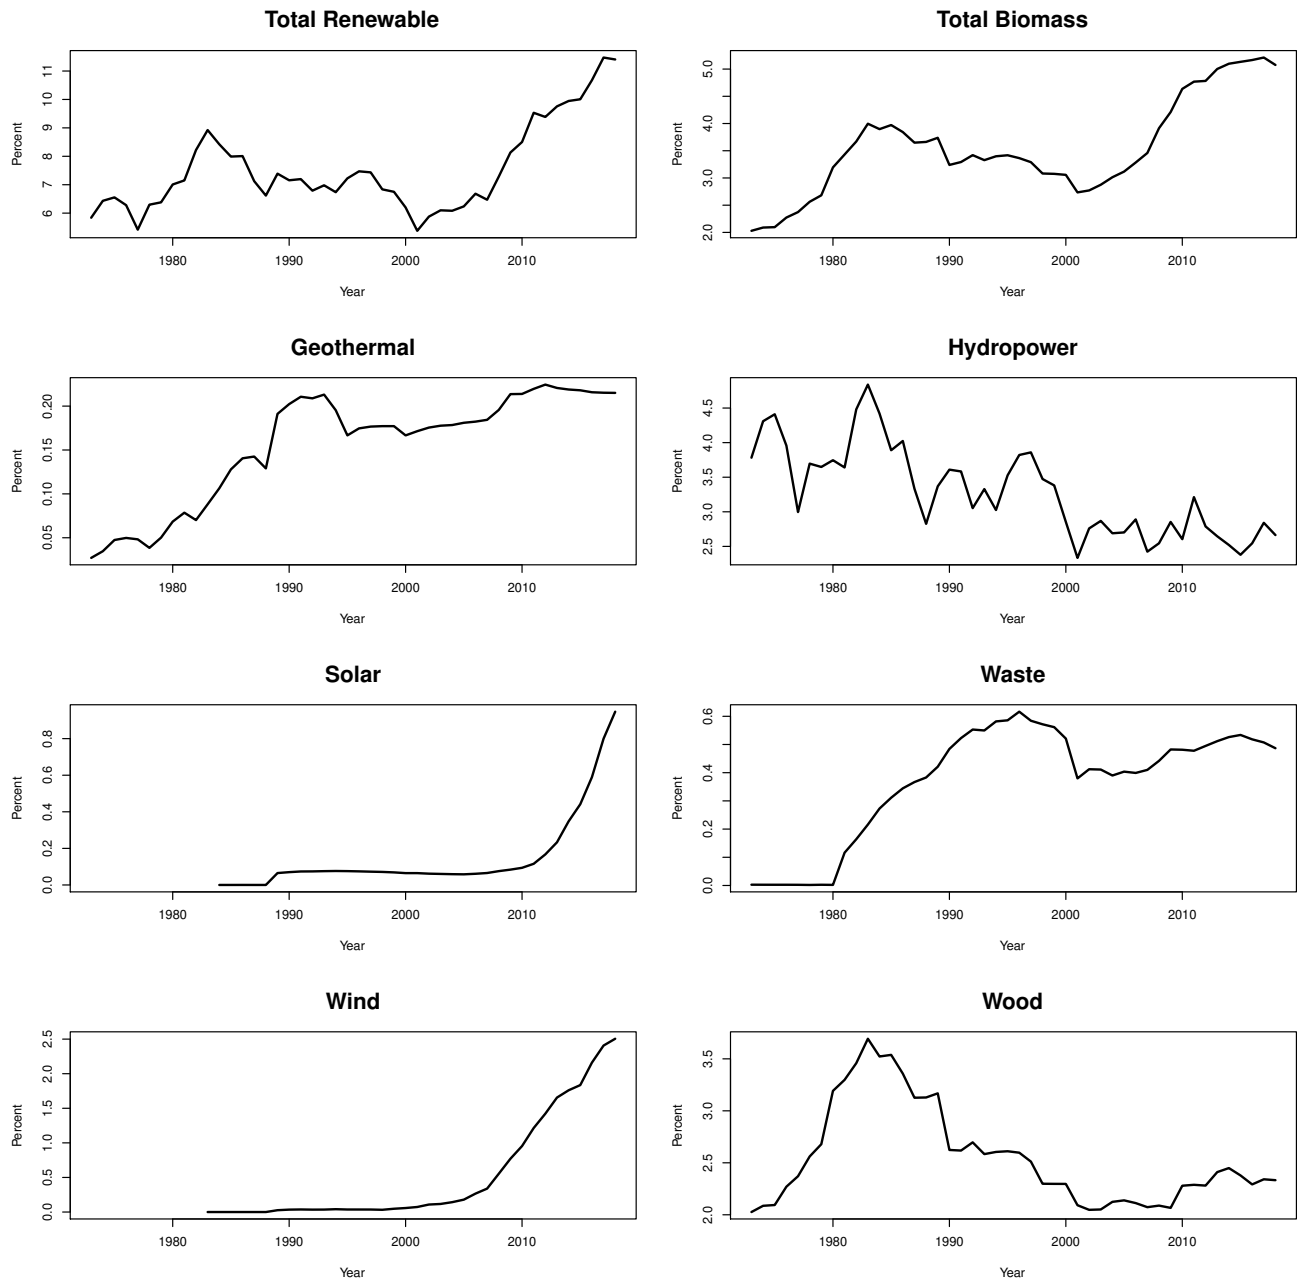 Total Renewable
Percent
11
10
9
8
7
6
1980 1990 2000 2010
Year
Total Biomass
Percent
5.0
4.0
3.0
2.0
1980 1990 2000 2010
Year
Geothermal
Percent
0.20
0.15
0.10
0.05
1980 1990 2000 2010
Year
Hydropower
Percent
4.5
4.0
3.5
3.0
2.5
1980 1990 2000 2010
Year
Solar
Percent
0.8
0.6
0.4
0.2
0.0
1980 1990 2000 2010
Year
Waste
Percent
0.6
0.4
0.2
0.0
1980 1990 2000 2010
Year
Wind
Percent
2.5
2.0
1.5
1.0
0.5
0.0
1980 1990 2000 2010
Year
Wood
Percent
3.5
3.0
2.5
2.0
1980 1990 2000 2010
Year